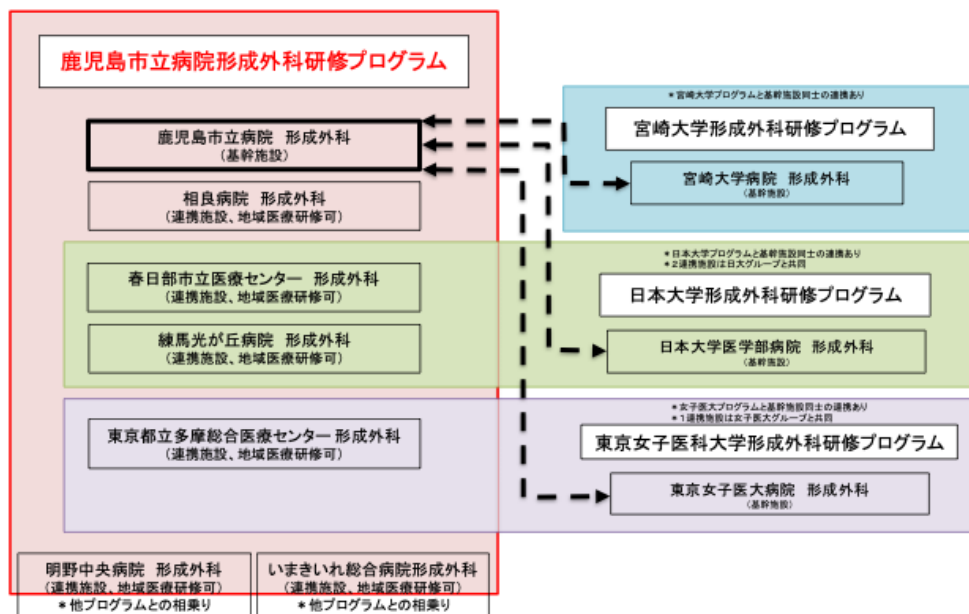 鹿児島市立病院形成外科研修プログラム
鹿児島市立病院 形成外科
(基幹施設)
相良病院 形成外科
(連携施設、地域医療研修可)
春日部市立医療センター 形成外科
(連携施設、地域医療研修可)
練馬光が丘病院 形成外科
(連携施設、地域医療研修可)
東京都立多摩総合医療センター 形成外科
(連携施設、地域医療研修可)
明野中央病院 形成外科
(連携施設、地域医療研修可)
*他プログラムとの相乗り
いまきいれ総合病院形成外科
(連携施設、地域医療研修可)
*他プログラムとの相乗り
*宮崎大学プログラムと基幹施設同士の連携あり
宮崎大学形成外科研修プログラム
宮崎大学病院 形成外科
(基幹施設)
*日本大学プログラムと基幹施設同士の連携あり
*2連携施設は日大グループと共同
日本大学形成外科研修プログラム
日本大学医学部病院 形成外科
(基幹施設)
*女子医大プログラムと基幹施設同士の連携あり
*1連携施設は女子医大グループと共同
東京女子医科大学形成外科研修プログラム
東京女子医大病院 形成外科
(基幹施設)